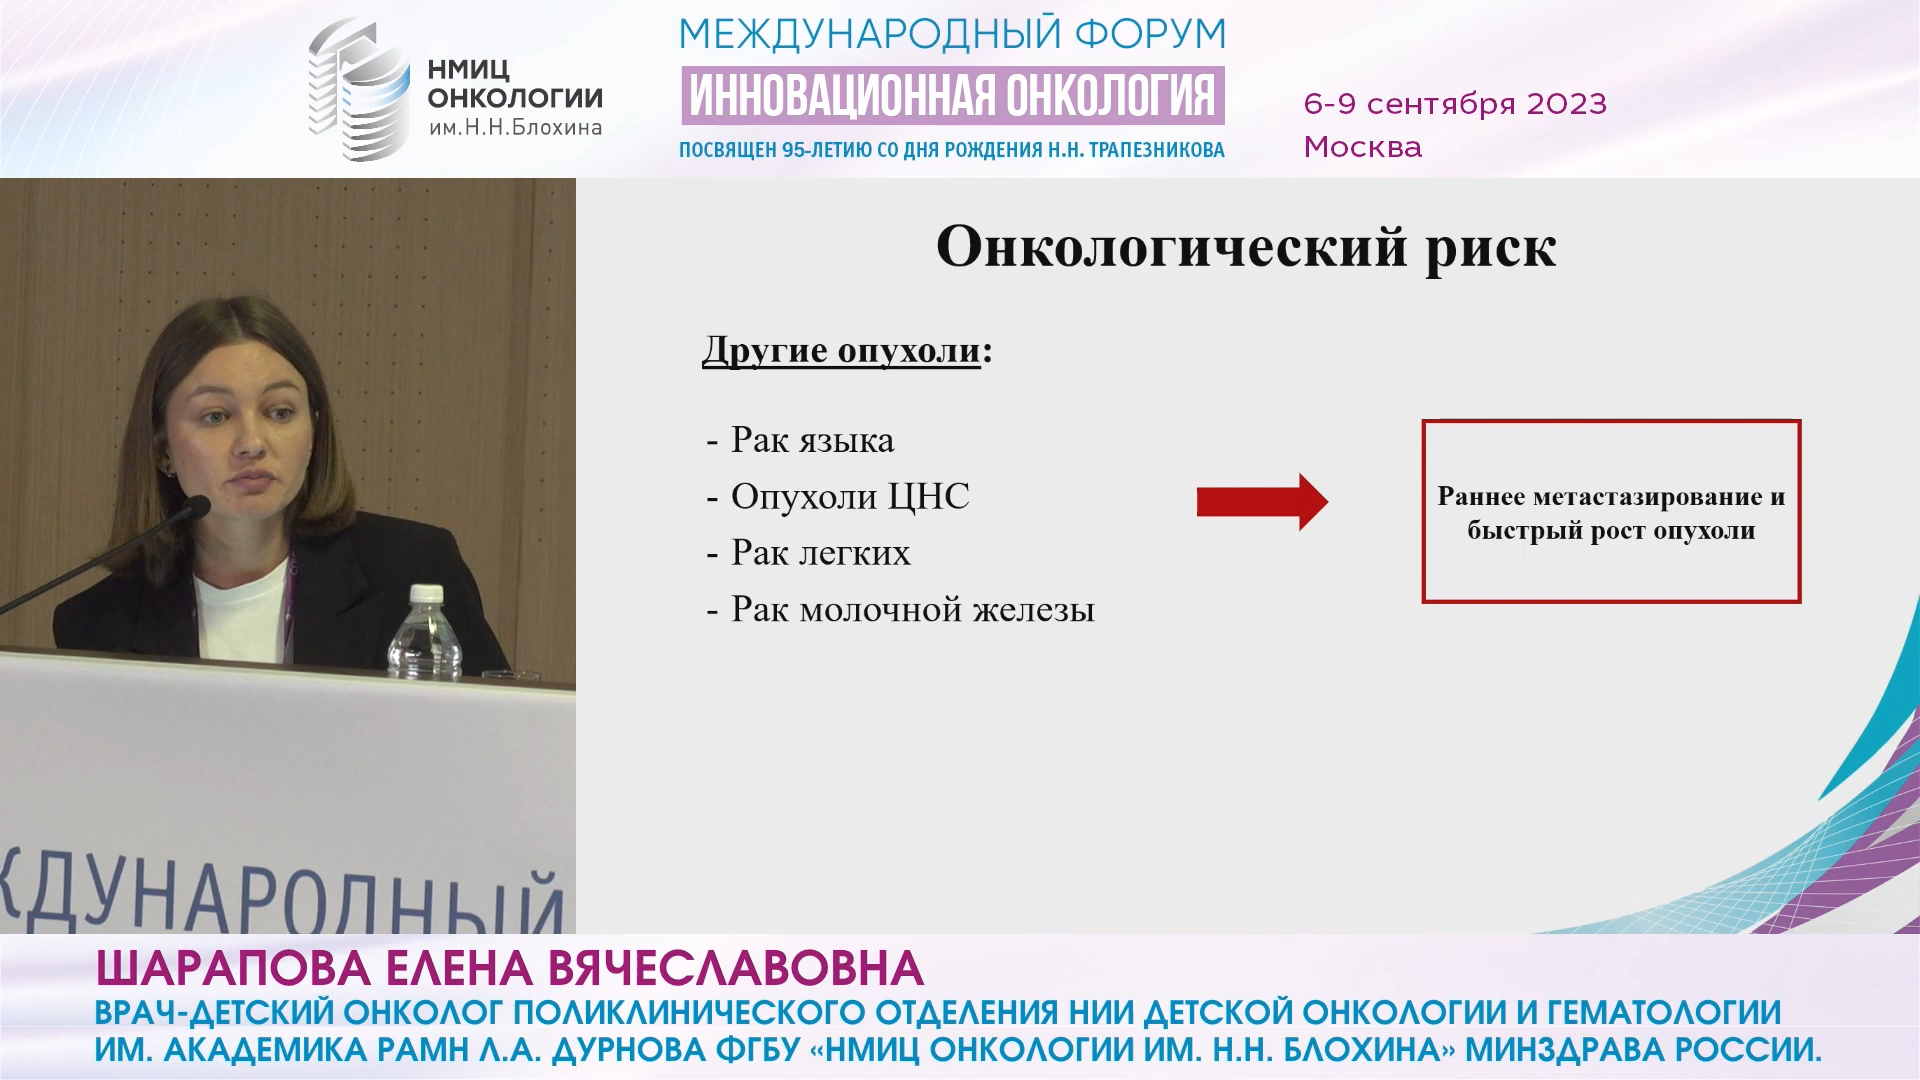 НМИЦ
ОНКОЛОГИИ
им.Н.Н.Блохина
МЕЖДУНАРОДНЫЙ ФОРУМ
ИННОВАЦИОННАЯ ОНКОЛОГИЯ
ПОСВЯЩЕН 95-ЛЕТИЮ СО ДНЯ РОЖДЕНИЯ Н.Н. ТРАПЕЗНИКОВА
6-9 сентября 2023
Москва
Онкологический риск
Другие опухоли:
- Рак языка
- Опухоли ЦНС
- Рак легких
- Рак молочной железы
Раннее метастазирование и
быстрый рост опухоли
ЖДУНАРОДНЫЙ
ШАРАПОВА ЕЛЕНА ВЯЧЕСЛАВОВНА
ВРАЧ-ДЕТСКИЙ ОНКОЛОГ ПОЛИКЛИНИЧЕСКОГО ОТДЕЛЕНИЯ НИИ ДЕТСКОЙ ОНКОЛОГИИ И ГЕМАТОЛОГИИ
ИМ. АКАДЕМИКА РАМН Л.А. ДУРНОВА ФГБУ «НМИЦ ОНКОЛОГИИ ИМ. Н.Н. БЛОХИНА» МИНЗДРАВА РОССИИ.